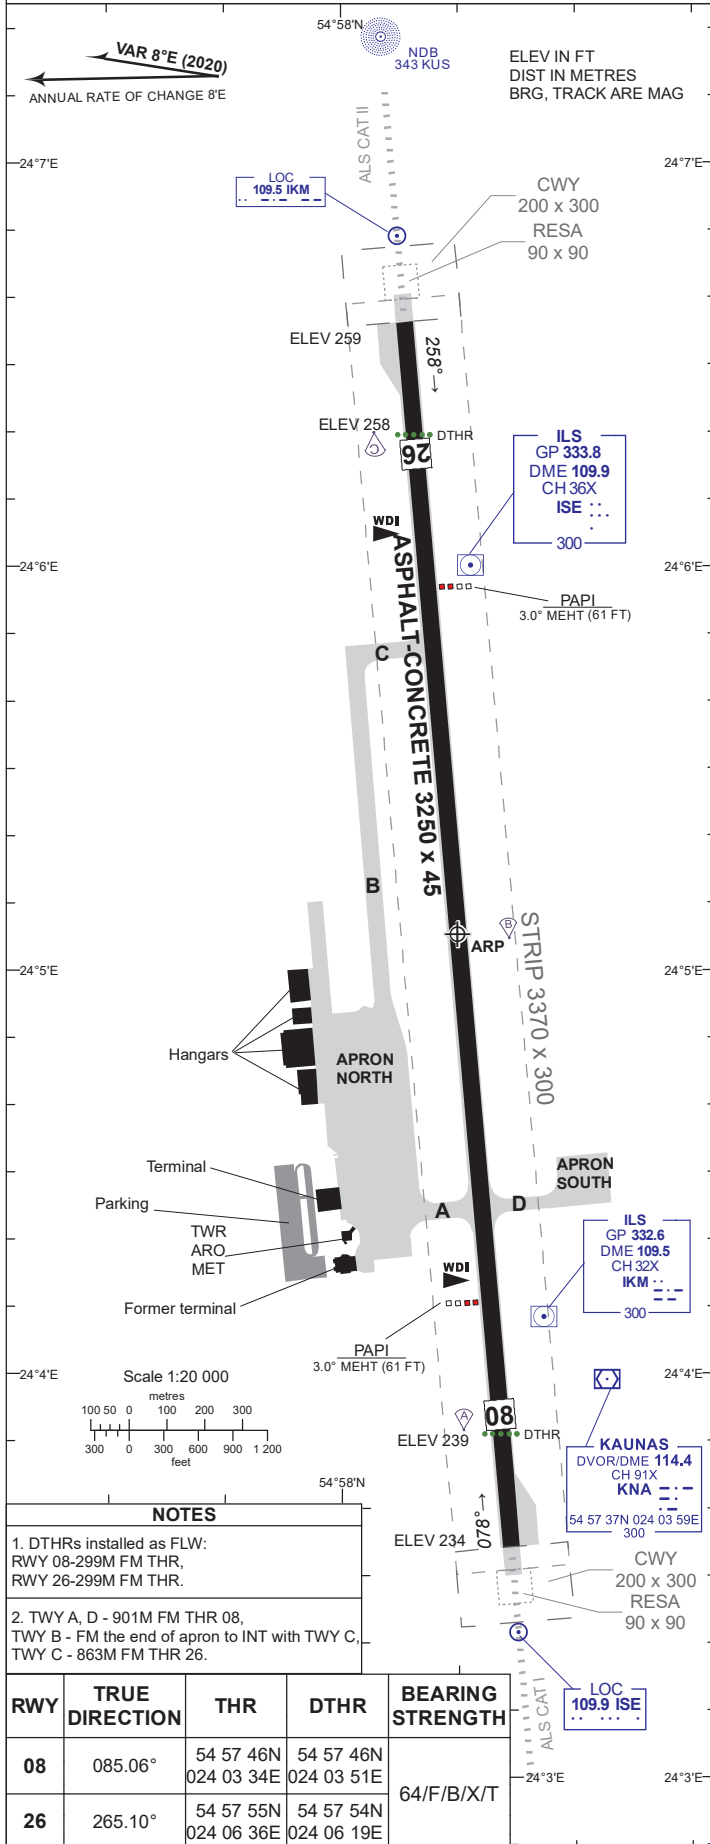 54°58'N
VAR 8°E (2020)
ANNUAL RATE OF CHANGE 8'E
NDB
343 KUS
ELEV IN FT
DIST IN METRES
BRG, TRACK ARE MAG
ALS CAT II
24°7'E
24°7'E
LOC
109.5 IKM
CWY
200 x 300
RESA
90 x 90
ELEV 259
258°→
ELEV 258
C
DTHR
26
ILS
GP 333.8
DME 109.9
CH 36X
ISE
300
WDI
24°6'E
24°6'E
PAPI
3.0° MEHT (61 FT)
C
ASPHALT-CONCRETE 3250 x 45
B
B
ARP
STRIP 3370 x 300
24°5'E
24°5'E
Hangars
APRON
NORTH
Terminal
Parking
TWR
ARO
MET
Former terminal
APRON
SOUTH
A
D
WDI
ILS
GP 332.6
DME 109.5
CH 32X
IKM
300
PAPI
3.0° MEHT (61 FT)
24°4'E
24°4'E
Scale 1:20 000
metres
100 50 0 100 200 300
300 0 300 600 900 1 200
feet
A
08
DTHR
ELEV 239
KAUNAS
DVOR/DME 114.4
CH 91X
KNA
54 57 37N 024 03 59E
300
54°58'N
078°→
ELEV 234
CWY
200 x 300
RESA
90 x 90
NOTES
1. DTHRs installed as FLW:
RWY 08-299M FM THR,
RWY 26-299M FM THR.
2. TWY A, D - 901M FM THR 08,
TWY B - FM the end of apron to INT with TWY C,
TWY C - 863M FM THR 26.
LOC
109.9 ISE
ALS CAT I
24°3'E
24°3'E
RWY TRUE DIRECTION THR DTHR BEARING STRENGTH
08 085.06° 54 57 46N 024 03 34E 54 57 46N 024 03 51E 64/F/B/X/T
26 265.10° 54 57 55N 024 06 36E 54 57 54N 024 06 19E